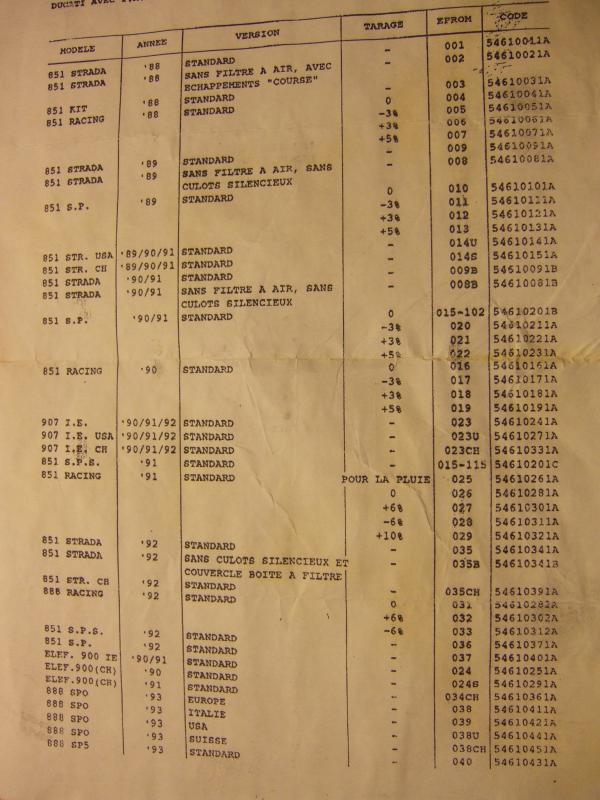 DUCATI AVEC
MODELE ANNEE VERSION TARAGE EPROM CODE
851 STRADA '88 STANDARD - 001 54610011A
851 STRADA '88 SANS FILTRE A AIR, AVEC - 002 54610021A
ECHAPPEMENTS "COURSE"
851 KIT '88 STANDARD - 003 54610031A
851 RACING '88 STANDARD 0 004 54610041A
-3% 005 54610051A
+3% 006 54610061A
+5% 007 54610071A
851 STRADA '89 STANDARD - 009 54610091A
851 STRADA '89 SANS FILTRE A AIR, SANS - 008 54610081A
CULOTS SILENCIEUX
851 S.P. '89 STANDARD 0 010 54610101A
-3% 011 54610111A
+3% 012 54610121A
+5% 013 54610131A
851 STR. USA '89/90/91 STANDARD - 014U 54610141A
851 STR. CH '89/90/91 STANDARD - 014S 54610151A
851 STRADA '90/91 STANDARD - 009B 54610091B
851 STRADA '90/91 SANS FILTRE A AIR, SANS - 008B 54610081B
CULOTS SILENCIEUX
851 S.P. '90/91 STANDARD 0 015-102 54610201B
-3% 020 54610211A
+3% 021 54610221A
+5% 022 54610231A
851 RACING '90 STANDARD 0 016 54610161A
-3% 017 54610171A
+3% 018 54610181A
+5% 019 54610191A
907 I.E. '90/91/92 STANDARD - 023 54610241A
907 I.E. USA '90/91/92 STANDARD - 023U 54610271A
907 I.E. CH '90/91/92 STANDARD - 023CH 54610331A
851 S.P.S. '91 STANDARD - 015-115 54610201C
851 RACING '91 STANDARD POUR LA PLUIE 025 54610261A
0 026 54610281A
+6% 027 54610301A
-6% 028 54610311A
+10% 029 54610321A
851 STRADA '92 STANDARD - 035 54610341A
851 STRADA '92 SANS CULOTS SILENCIEUX ET - 035B 54610341B
COUVERCLE BOITE A FILTRE
851 STR. CH '92 STANDARD - 035CH 54610391A
888 RACING '92 STANDARD 0 031 54610282A
+6% 032 54610302A
-6% 033 54610312A
851 S.P.S. '92 STANDARD - 036 54610371A
851 S.P. '92 STANDARD - 037 54610401A
ELEF. 900 IE '90/91 STANDARD - 024 54610251A
ELEF.900(CH) '90 STANDARD - 024S 54610291A
ELEF.900(CH) '91 STANDARD - 034CH 54610361A
888 SPO '93 EUROPE - 038 54610411A
888 SPO '93 ITALIE - 039 54610421A
888 SPO '93 USA - 038U 54610441A
888 SPO '93 SUISSE - 038CH 54610451A
888 SP5 '93 STANDARD - 040 54610431A